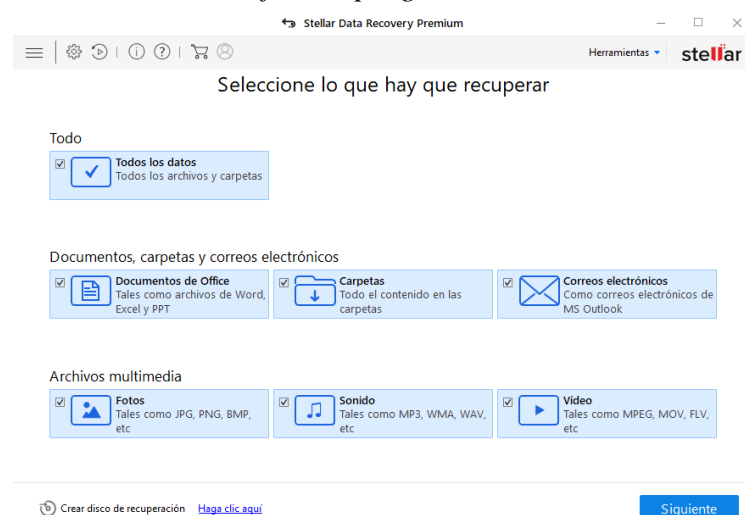 Stellar Data Recovery Premium
Herramientas
stellar
Seleccione lo que hay que recuperar
Todo
Todos los datos
Todos los archivos y carpetas
Documentos, carpetas y correos electrónicos
Documentos de Office
Tales como archivos de Word,
Excel y PPT
Carpetas
Todo el contenido en las
carpetas
Correos electrónicos
Como correos electrónicos de
MS Outlook
Archivos multimedia
Fotos
Tales como JPG, PNG, BMP,
etc
Sonido
Tales como MP3, WMA, WAV,
etc
Vídeo
Tales como MPEG, MOV, FLV,
etc
Crear disco de recuperación Haga clic aquí
Siguiente